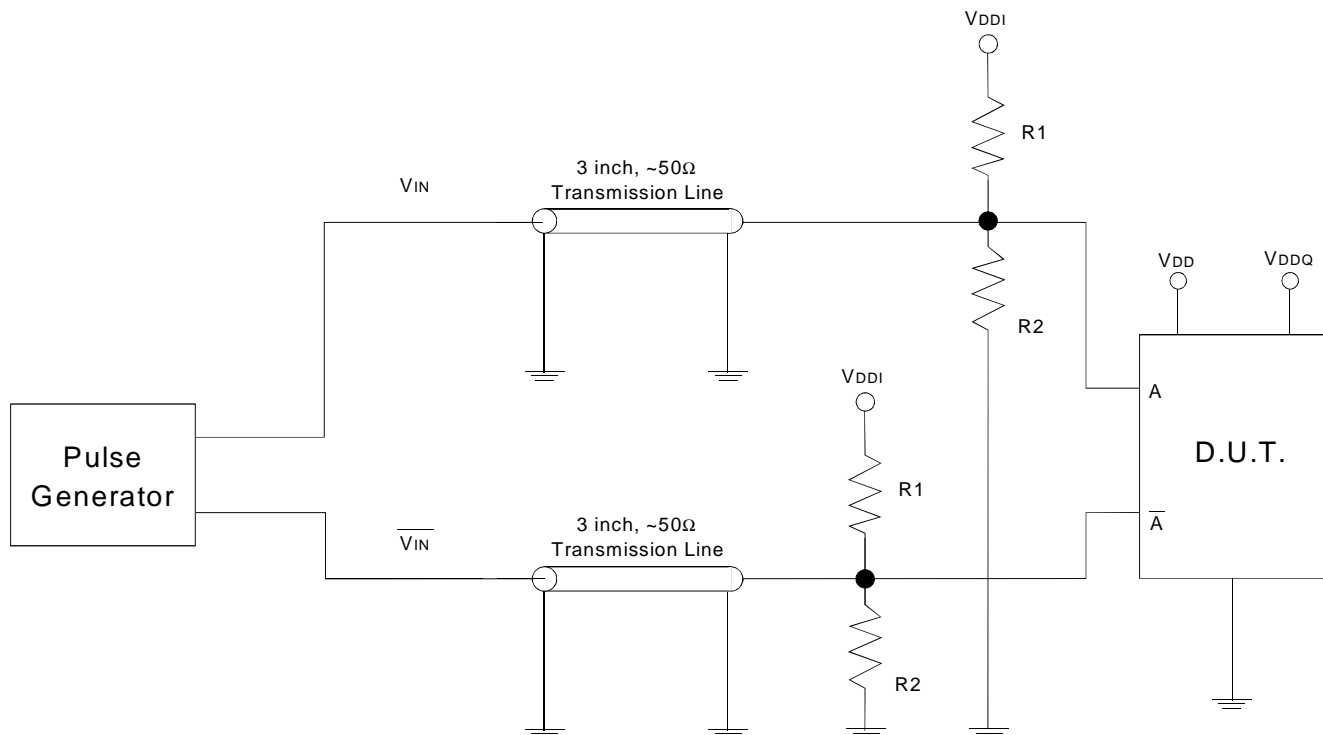 VDDI
R1
3 inch, ~50Ω
Transmission Line
VIN
R2
VDD
VDDQ
VDDI
A
Pulse
Generator
D.U.T.
R1
A̅
V̅I̅N̅
3 inch, ~50Ω
Transmission Line
R2